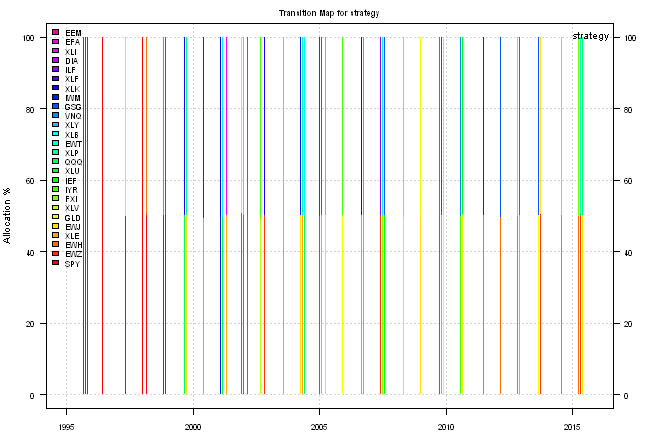 Transition Map for strategy
strategy
Allocation %
100
80
60
40
20
0
EEM
EFA
XLI
DIA
ILF
XLF
XLK
IWM
GSG
VNQ
XLY
XLB
EWT
XLP
QQQ
XLU
IEF
IYR
FXI
XLV
GLD
EWJ
XLE
EWH
EWZ
SPY
100
80
60
40
20
0
1995
2000
2005
2010
2015